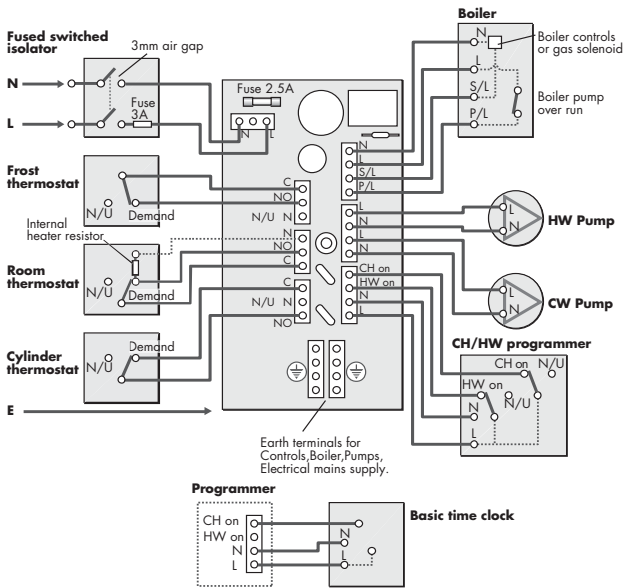 Boiler
Fused switched
isolator
3mm air gap
N
L
Fuse
3A
Fuse 2.5A
N
L
N
L
S/L
P/L
N
L
S/L
P/L
Boiler controls
or gas solenoid
Boiler pump
over run
Frost
thermostat
N/U
Demand
C
NO
N/U N
Internal
heater resistor
Room
thermostat
N/U
Demand
N
NO
C
Cylinder
thermostat
N/U
Demand
C
N/U N
NO
L
N
L
N
L
N
HW Pump
L
N
CW Pump
CH on
HW on
N
L
CH/HW programmer
CH on
N/U
HW on
N/U
N
L
E
Earth terminals for
Controls,Boiler,Pumps,
Electrical mains supply.
Programmer
CH on
HW on
N
L
N
L
Basic time clock